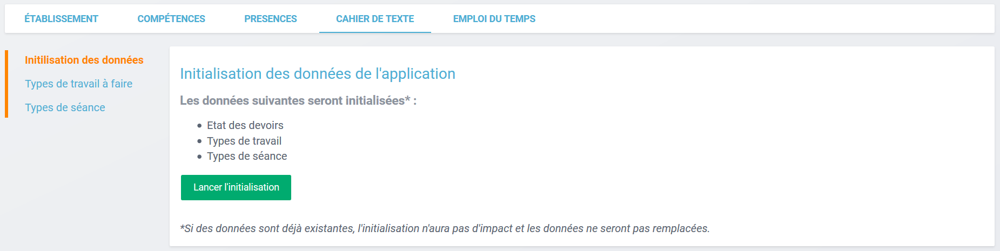 ÉTABLISSEMENT COMPÉTENCES PRESENCES CAHIER DE TEXTE EMPLOI DU TEMPS
Initilisation des données
Types de travail à faire
Types de séance
Initialisation des données de l'application
Les données suivantes seront initialisées* :
• Etat des devoirs
• Types de travail
• Types de séance
Lancer l'initialisation
*Si des données sont déjà existantes, l'initialisation n'aura pas d'impact et les données ne seront pas remplacées.